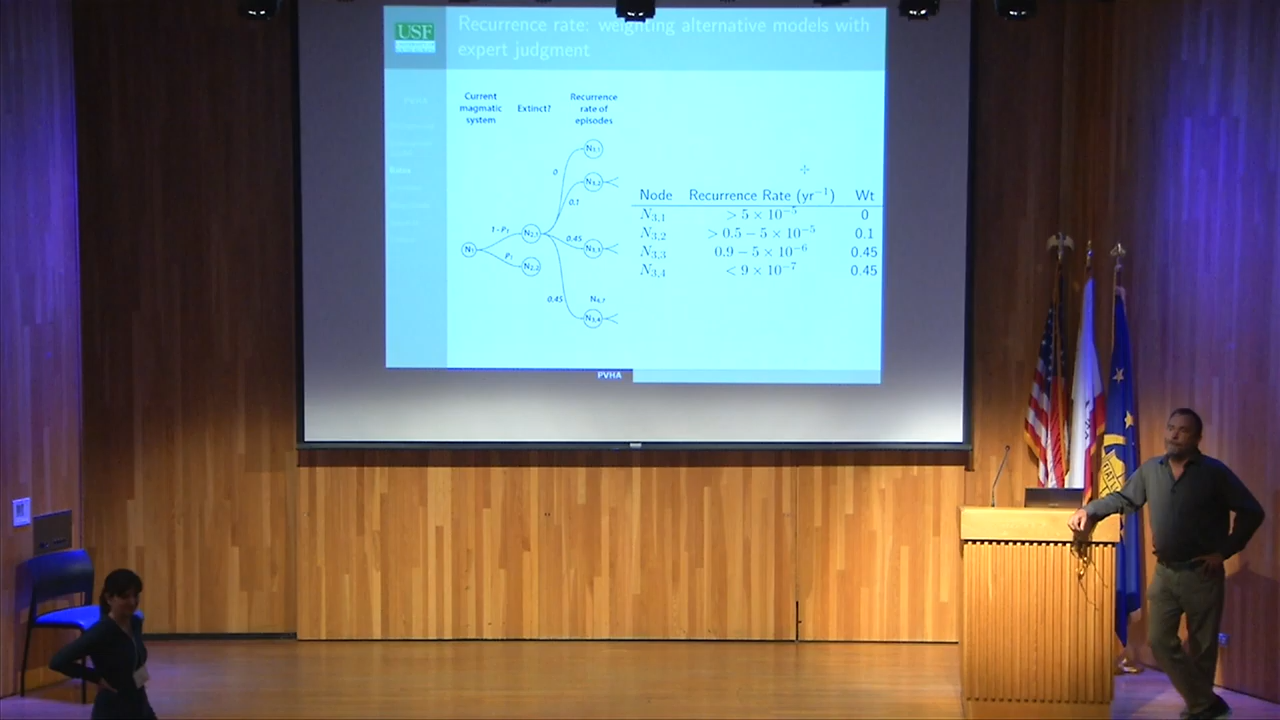 USF
Recurrence rate: weighting alternative models with
expert judgment
PVHA
Rates
Current
magmatic
system
Extinct?
Recurrence
rate of
episodes
N₁
1-P₁
P₁
N₂,₁
N₂,₂
0
0.1
0.45
0.45
N₃,₁
N₃,₂
N₃,₃
N₃,₄
Node Recurrence Rate (yr⁻¹) Wt
N₃,₁ > 5 × 10⁻⁵ 0
N₃,₂ > 0.5 − 5 × 10⁻⁵ 0.1
N₃,₃ 0.9 − 5 × 10⁻⁶ 0.45
N₃,₄ < 9 × 10⁻⁷ 0.45
PVHA